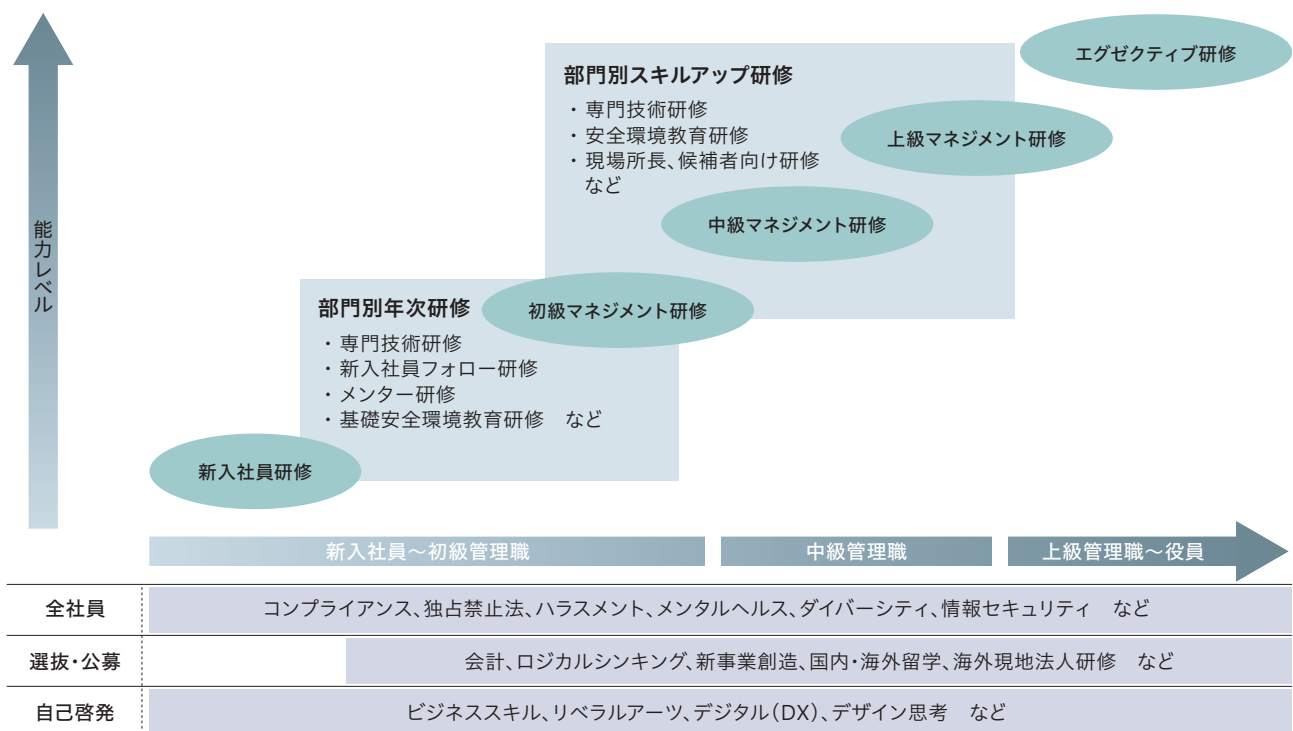 エグゼクティブ研修
部門別スキルアップ研修
・専門技術研修
・安全環境教育研修
・現場所長、候補者向け研修
など
上級マネジメント研修
中級マネジメント研修
能力レベル
部門別年次研修
・専門技術研修
・新入社員フォロー研修
・メンター研修
・基礎安全環境教育研修　など
初級マネジメント研修
新入社員研修
新入社員～初級管理職
中級管理職
上級管理職～役員
全社員
コンプライアンス、独占禁止法、ハラスメント、メンタルヘルス、ダイバーシティ、情報セキュリティ　など
選抜・公募
会計、ロジカルシンキング、新事業創造、国内・海外留学、海外現地法人研修　など
自己啓発
ビジネススキル、リベラルアーツ、デジタル（DX）、デザイン思考　など